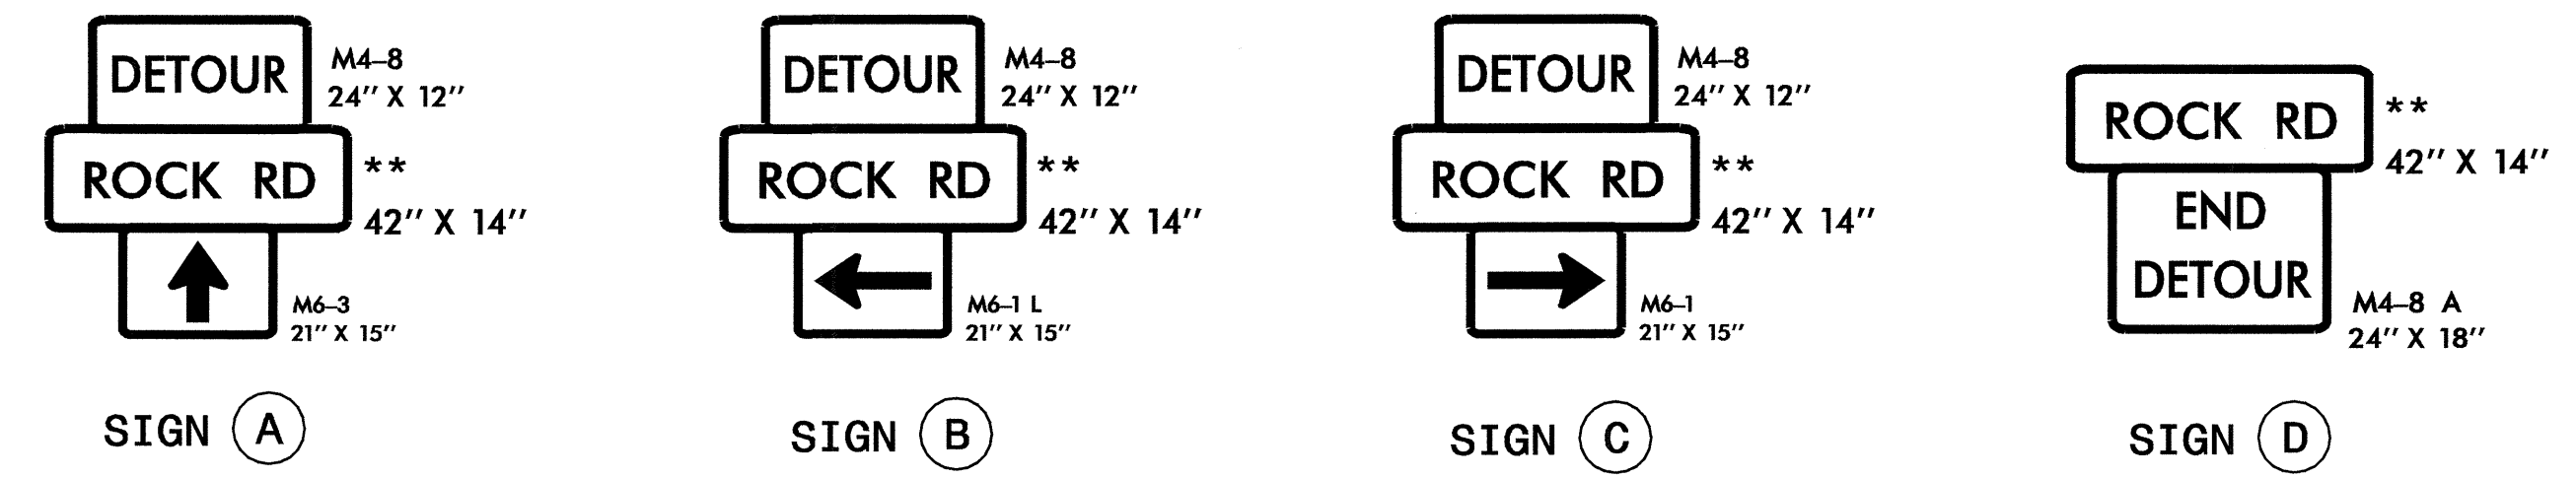 DETOUR
M4–8
24″ X 12″
ROCK RD
**
42″ X 14″
M6–3
21″ X 15″
SIGN A
DETOUR
M4–8
24″ X 12″
ROCK RD
**
42″ X 14″
M6–1 L
21″ X 15″
SIGN B
DETOUR
M4–8
24″ X 12″
ROCK RD
**
42″ X 14″
M6–1
21″ X 15″
SIGN C
ROCK RD
**
42″ X 14″
END
DETOUR
M4–8 A
24″ X 18″
SIGN D